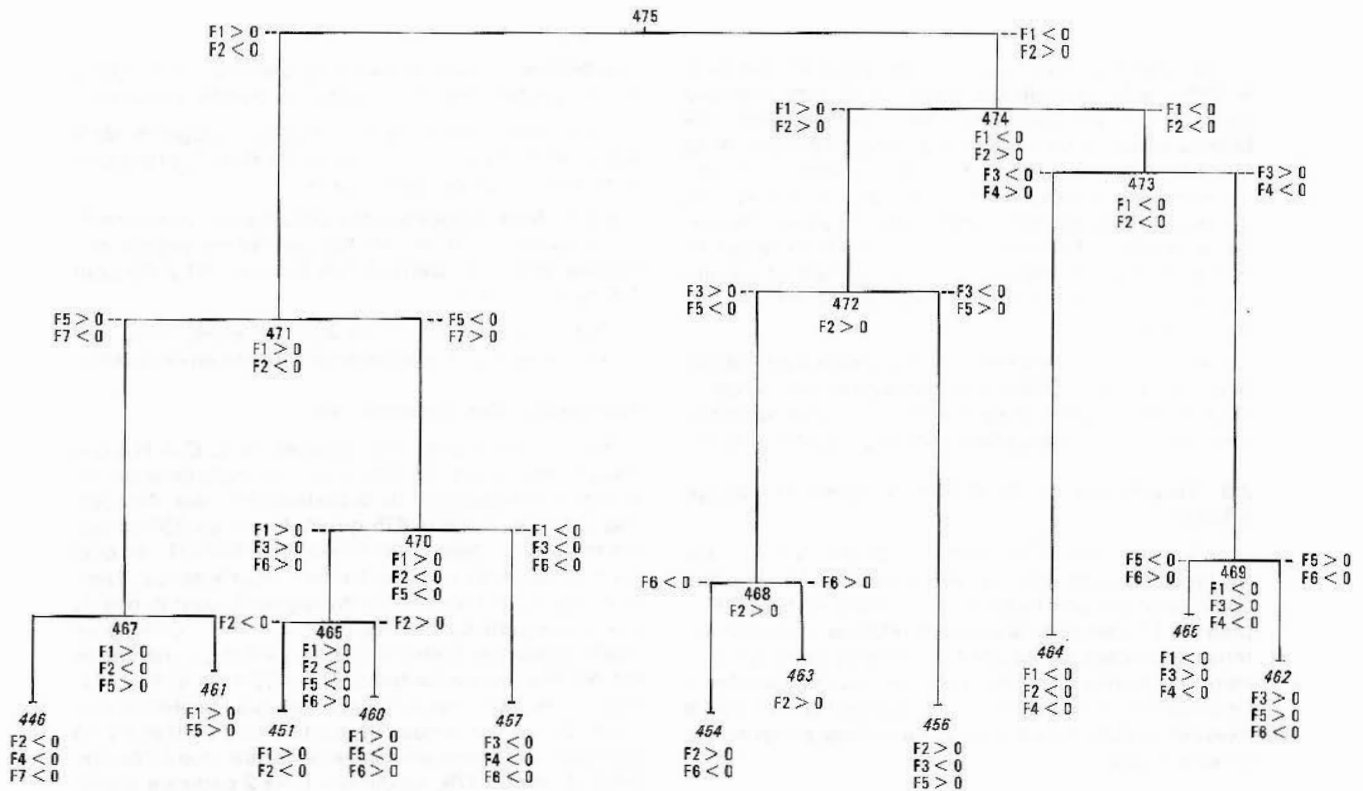 475
F1 > 0
F2 < 0
F1 < 0
F2 > 0
F1 > 0
F2 > 0
474
F1 < 0
F2 > 0
F1 < 0
F2 < 0
F3 < 0
F4 > 0
473
F1 < 0
F2 < 0
F3 > 0
F4 < 0
F3 > 0
F5 < 0
472
F2 > 0
F3 < 0
F5 > 0
F5 > 0
F7 < 0
471
F1 > 0
F2 < 0
F5 < 0
F7 > 0
F1 > 0
F3 > 0
F6 > 0
470
F1 > 0
F2 < 0
F5 < 0
F1 < 0
F3 < 0
F6 < 0
F6 < 0
468
F2 > 0
F6 > 0
F5 < 0
F6 > 0
469
F1 < 0
F3 > 0
F4 < 0
F5 > 0
F6 < 0
467
F1 > 0
F2 < 0
F5 > 0
F2 < 0
465
F1 > 0
F5 < 0
F6 > 0
F2 > 0
446
F2 < 0
F4 < 0
F7 < 0
461
F1 > 0
F5 > 0
451
F1 > 0
F2 < 0
460
F1 > 0
F5 < 0
F6 > 0
457
F3 < 0
F4 < 0
F6 < 0
454
F2 > 0
F6 < 0
463
F2 > 0
456
F2 > 0
F3 < 0
F5 > 0
464
F1 < 0
F2 < 0
F4 < 0
466
F1 < 0
F3 > 0
F4 < 0
462
F3 > 0
F5 > 0
F6 < 0